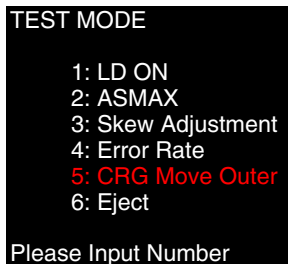 TEST MODE
1: LD ON
2: ASMAX
3: Skew Adjustment
4: Error Rate
5: CRG Move Outer
6: Eject
Please Input Number